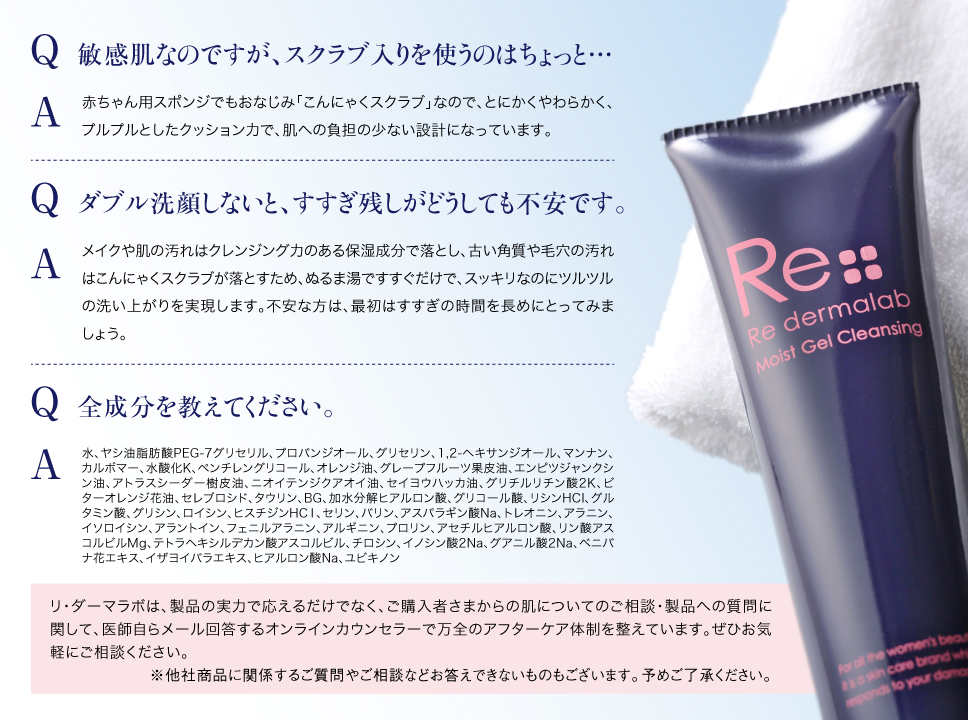 Q 敏感肌なのですが、スクラブ入りを使うのはちょっと…
A 赤ちゃん用スポンジでもおなじみ「こんにゃくスクラブ」なので、とにかくやわらかく、
プルプルとしたクッション力で、肌への負担の少ない設計になっています。
Q ダブル洗顔しないと、すすぎ残しがどうしても不安です。
A メイクや肌の汚れはクレンジング力のある保湿成分で落とし、古い角質や毛穴の汚れ
はこんにゃくスクラブが落とすため、ぬるま湯ですすぐだけで、スッキリなのにツルツル
の洗い上がりを実現します。不安な方は、最初はすすぎの時間を長めにとってみま
しょう。
Q 全成分を教えてください。
A 水、ヤシ油脂肪酸PEG-7グリセリル、プロパンジオール、グリセリン、1,2-ヘキサンジオール、マンナン、
カルボマー、水酸化K、ペンチレングリコール、オレンジ油、グレープフルーツ果皮油、エンピツジャンクシ
ン油、アトラスシーダー樹皮油、ニオイテンジクアオイ油、セイヨウハッカ油、グリチルリチン酸2K、ビ
ターオレンジ花油、セレブロシド、タウリン、BG、加水分解ヒアルロン酸、グリコール酸、リシンHCl、グル
タミン酸、グリシン、ロイシン、ヒスチジンHCl、セリン、バリン、アスパラギン酸Na、トレオニン、アラニン、
イソロイシン、アラントイン、フェニルアラニン、アルギニン、プロリン、アセチルヒアルロン酸、リン酸アス
コルビルMg、テトラヘキシルデカン酸アスコルビル、チロシン、イノシン酸2Na、グアニル酸2Na、ベニバ
ナ花エキス、イザヨイバラエキス、ヒアルロン酸Na、ユビキノン
リ・ダーマラボは、製品の実力で応えるだけでなく、ご購入者さまからの肌についてのご相談・製品への質問に
関して、医師自らメール回答するオンラインカウンセラーで万全のアフターケア体制を整えています。ぜひお気
軽にご相談ください。
※他社商品に関係するご質問やご相談などお答えできないものもございます。予めご了承ください。
Re
Re dermalab
Moist Gel Cleansing
For all the women's beau
it is a skin care brand wh
responds to your dama